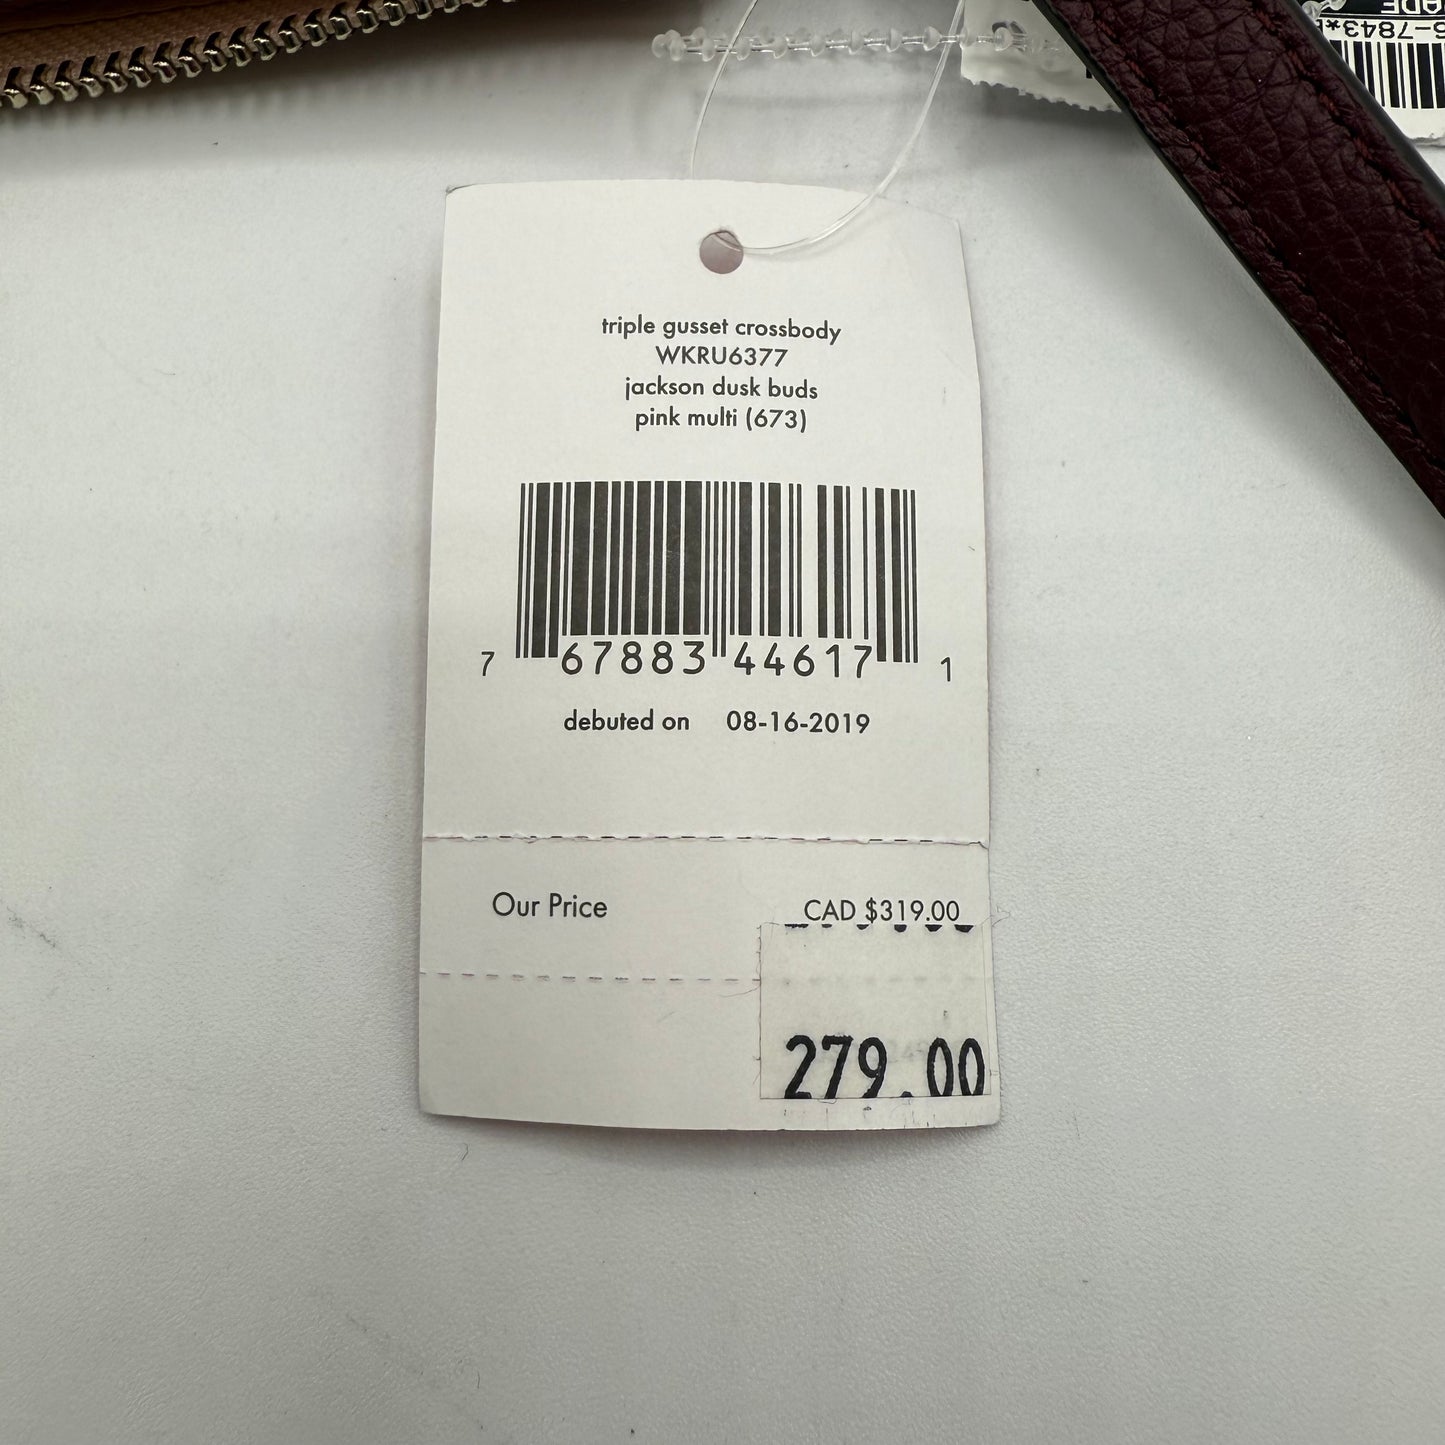 triple gusset crossbody
WKRU6377
jackson dusk buds
pink multi (673)
7 67883 44617 1
debuted on 08-16-2019
Our Price CAD $319.00
279.00